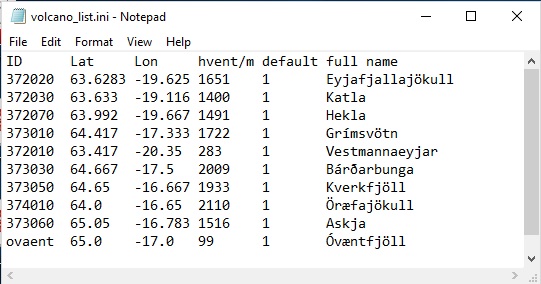 volcano_list.ini - Notepad
File Edit Format View Help
ID Lat Lon hvent/m default full name
372020 63.6283 -19.625 1651 1 Eyjafjallajökull
372030 63.633 -19.116 1400 1 Katla
372070 63.992 -19.667 1491 1 Hekla
373010 64.417 -17.333 1722 1 Grímsvötn
372010 63.417 -20.35 283 1 Vestmannaeyjar
373030 64.667 -17.5 2009 1 Bárðarbunga
373050 64.65 -16.667 1933 1 Kverkfjöll
374010 64.0 -16.65 2110 1 Öræfajökull
373060 65.05 -16.783 1516 1 Askja
ovaent 65.0 -17.0 99 1 Óvæntfjöll